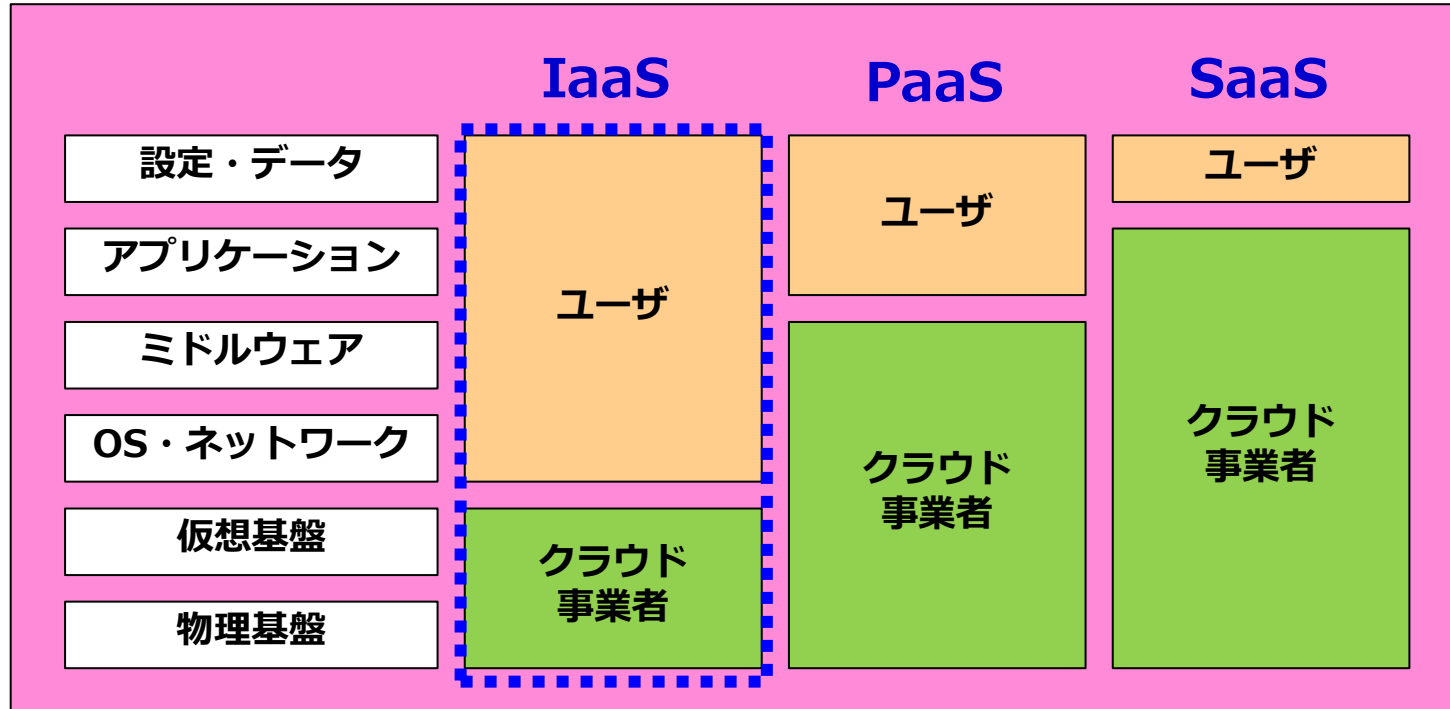 IaaS
PaaS
SaaS
設定・データ
アプリケーション
ミドルウェア
OS・ネットワーク
仮想基盤
物理基盤
ユーザ
クラウド
事業者
ユーザ
クラウド
事業者
ユーザ
クラウド
事業者